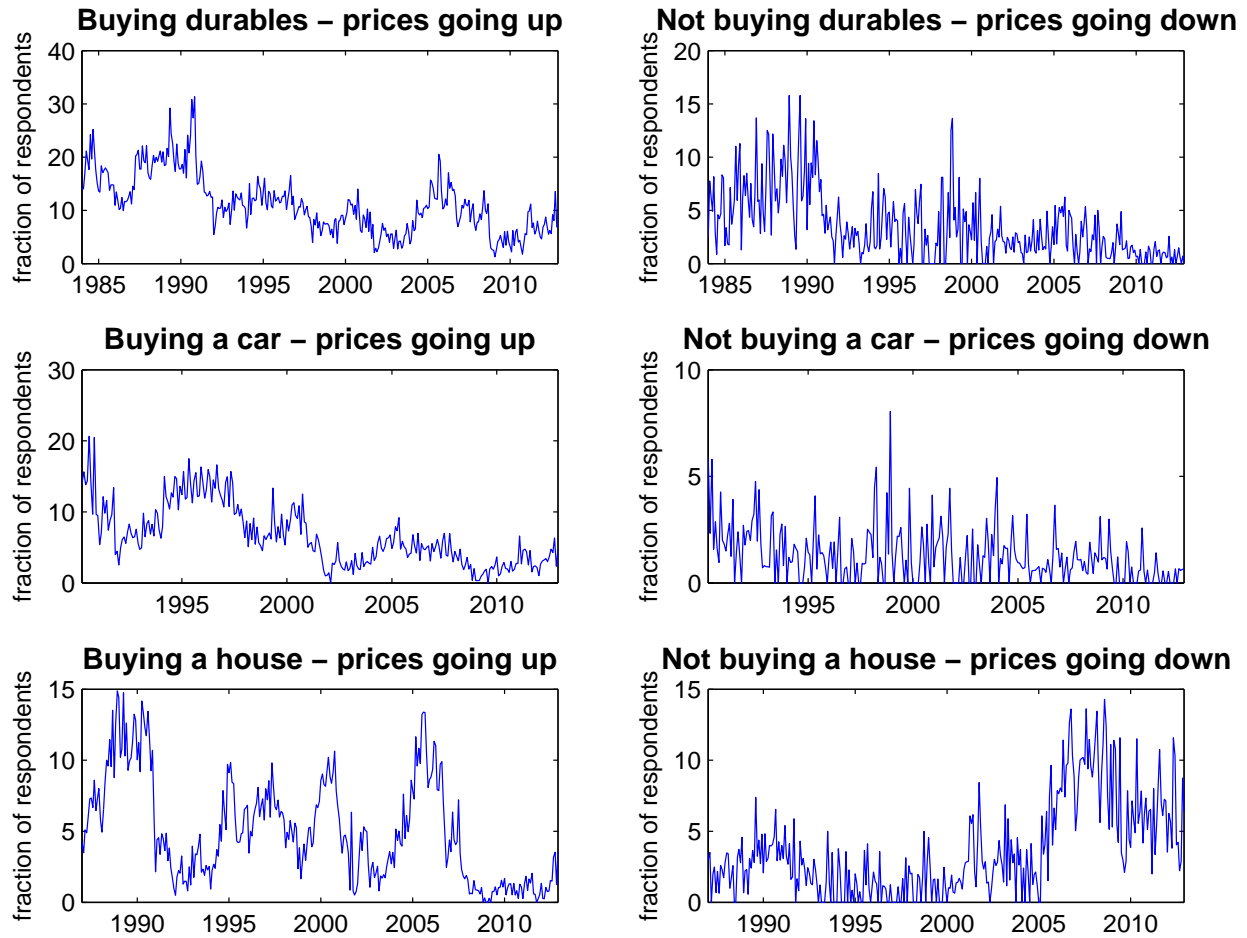 Buying durables – prices going up
fraction of respondents
40
30
20
10
0
1985 1990 1995 2000 2005 2010
Not buying durables – prices going down
fraction of respondents
20
15
10
5
0
1985 1990 1995 2000 2005 2010
Buying a car – prices going up
fraction of respondents
30
20
10
0
1995 2000 2005 2010
Not buying a car – prices going down
fraction of respondents
10
5
0
1995 2000 2005 2010
Buying a house – prices going up
fraction of respondents
15
10
5
0
1990 1995 2000 2005 2010
Not buying a house – prices going down
fraction of respondents
15
10
5
0
1990 1995 2000 2005 2010